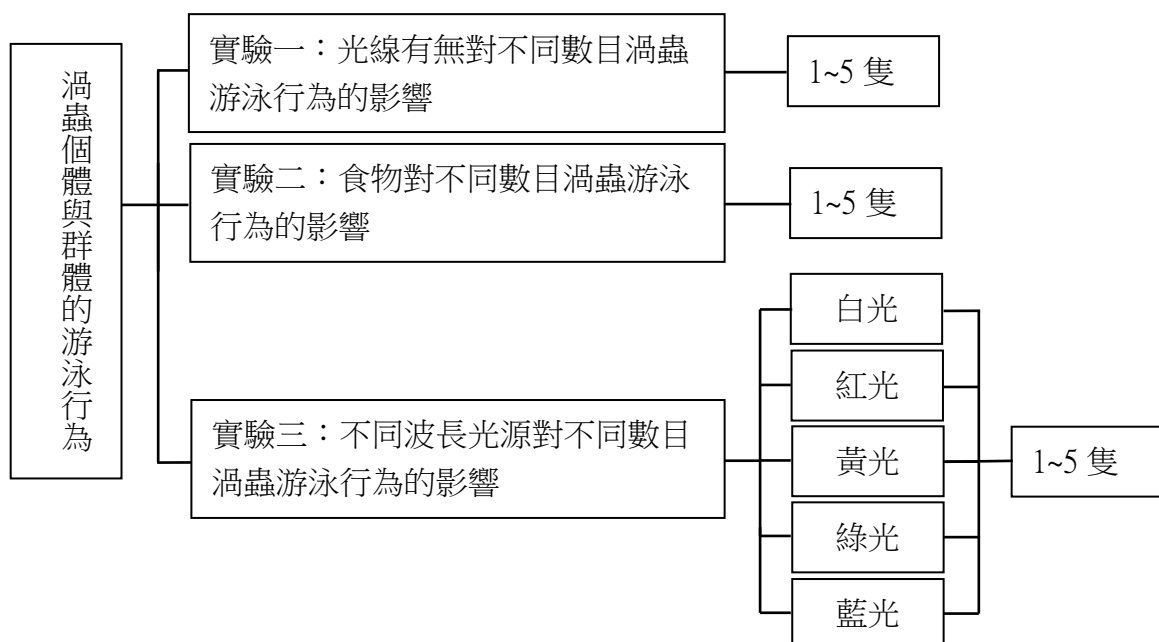 渦蟲個體與群體的游泳行為
實驗一：光線有無對不同數目渦蟲
游泳行為的影響
1~5 隻
實驗二：食物對不同數目渦蟲游泳
行為的影響
1~5 隻
實驗三：不同波長光源對不同數目
渦蟲游泳行為的影響
白光
紅光
黃光
綠光
藍光
1~5 隻